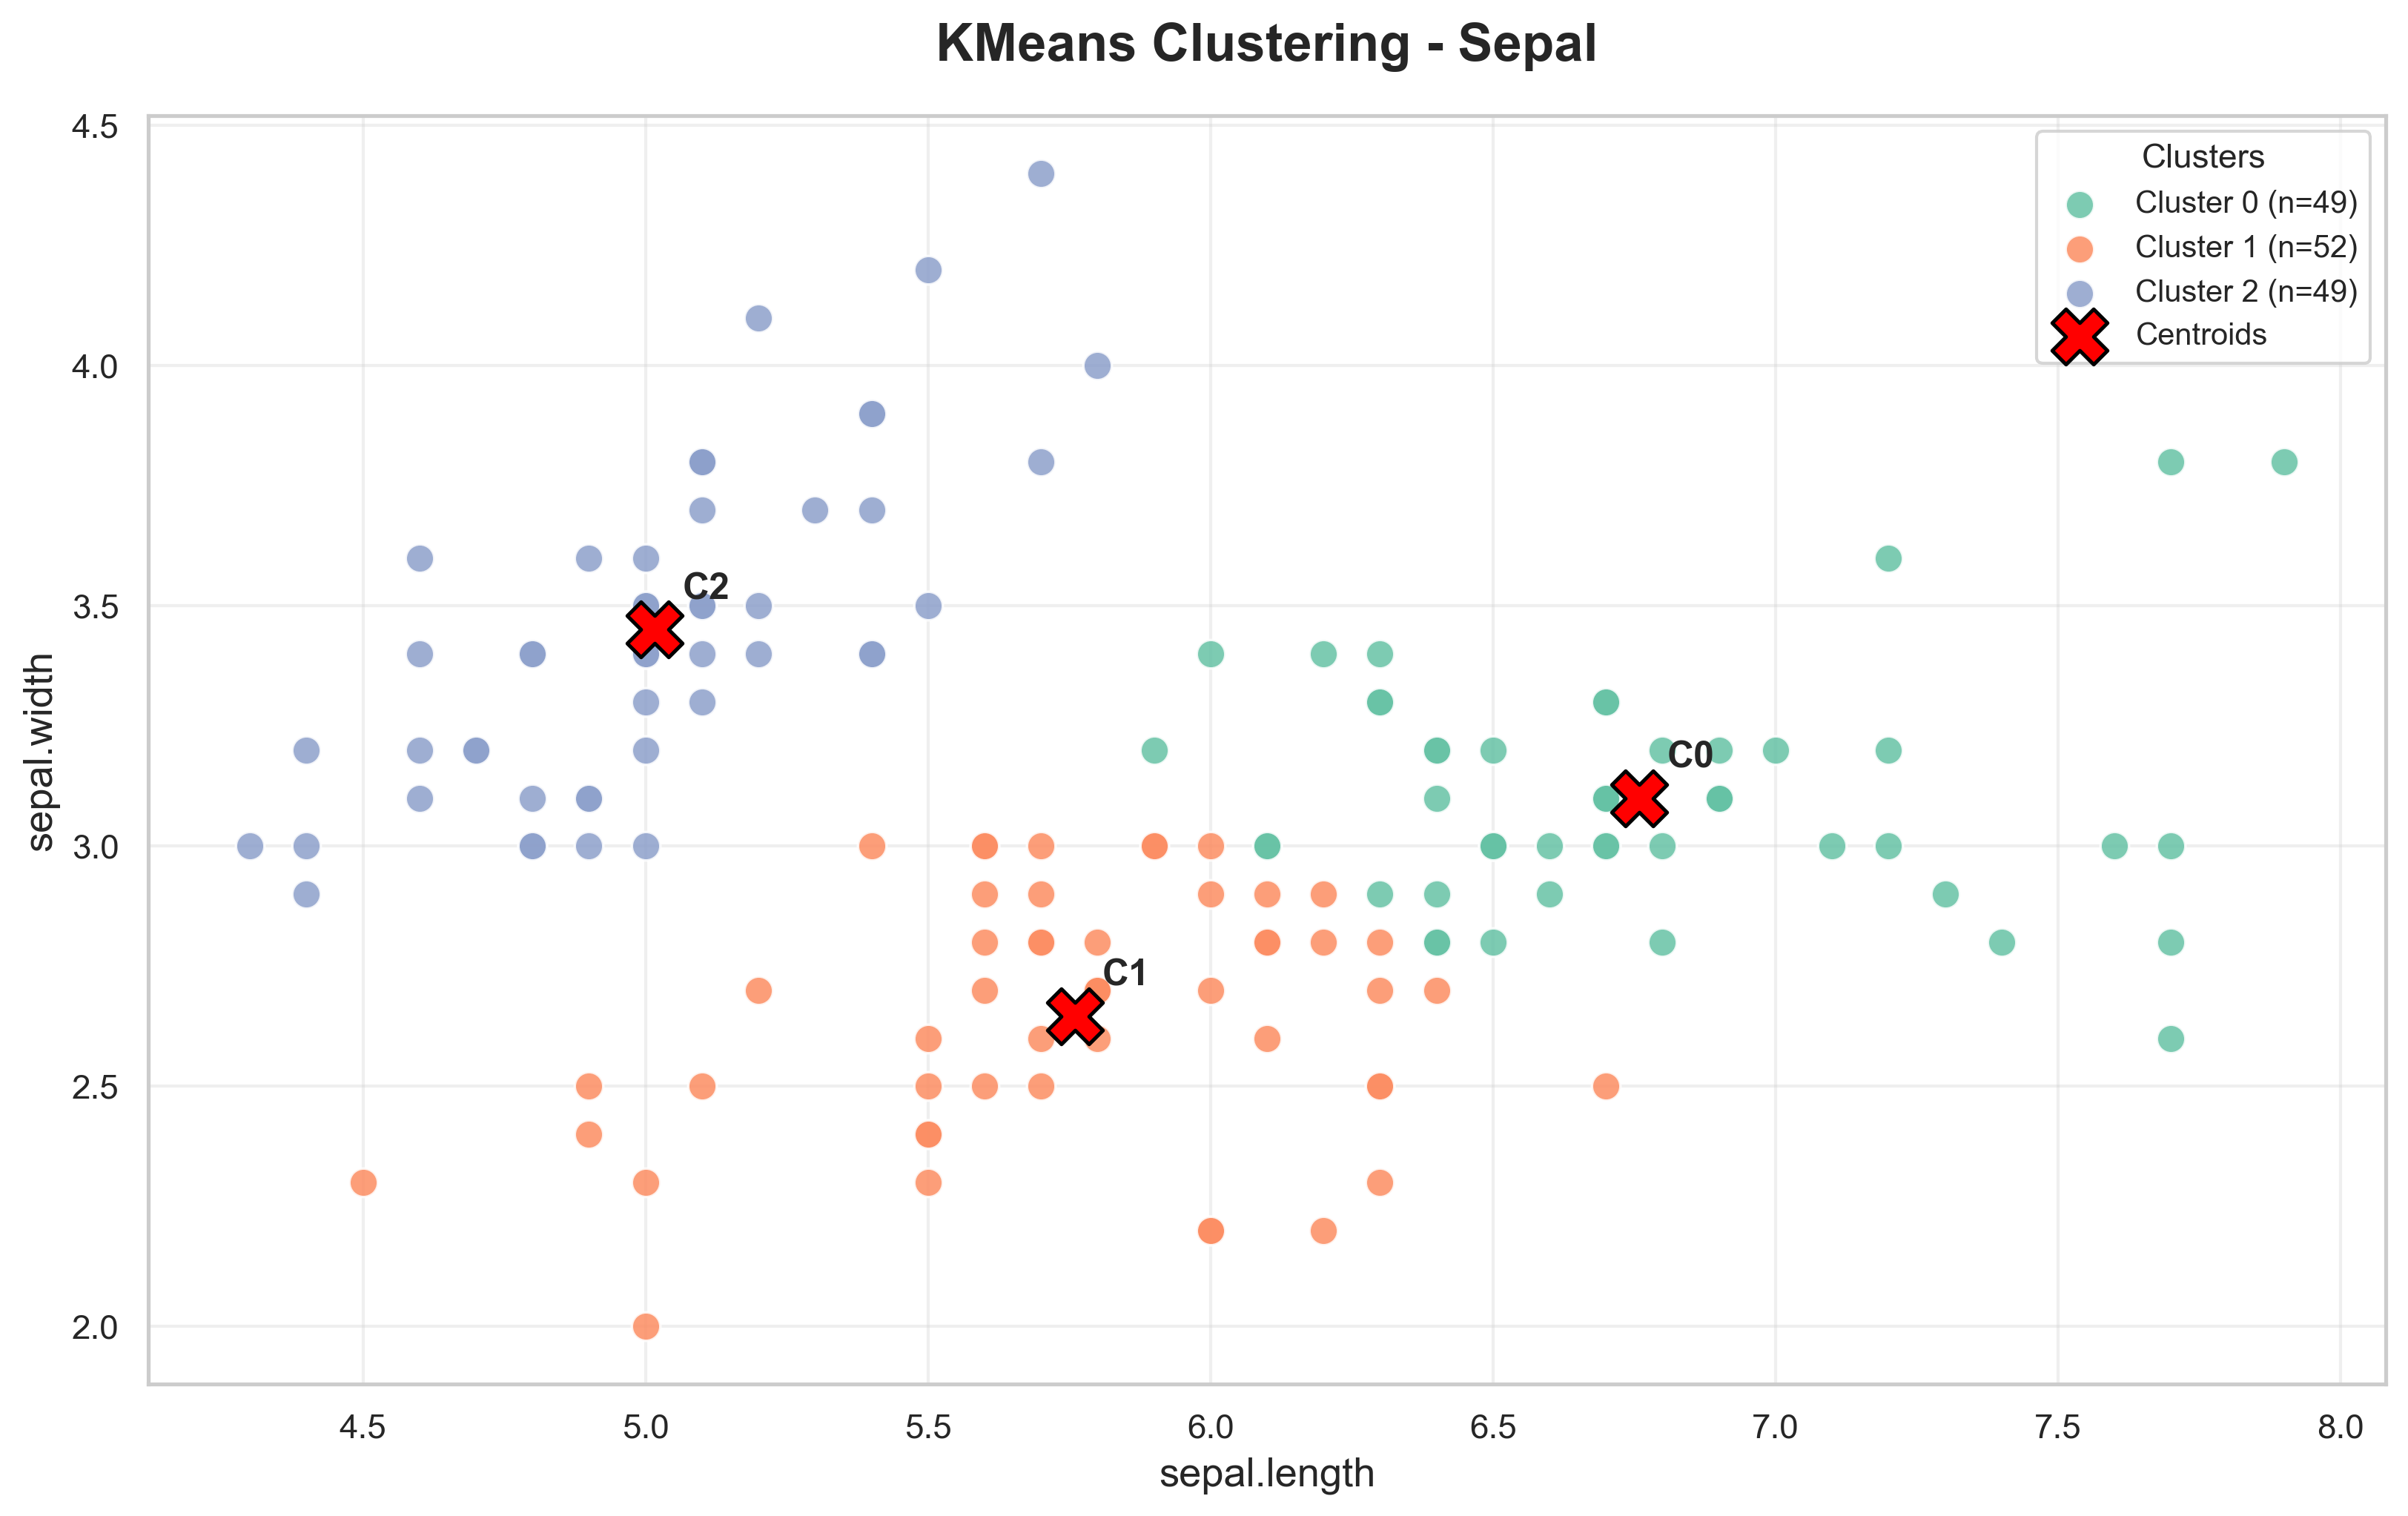 KMeans Clustering - Sepal
Clusters
Cluster 0 (n=49)
Cluster 1 (n=52)
Cluster 2 (n=49)
Centroids
4.5
4.0
3.5
3.0
2.5
2.0
sepal.width
C2
C0
C1
4.5 5.0 5.5 6.0 6.5 7.0 7.5 8.0
sepal.length